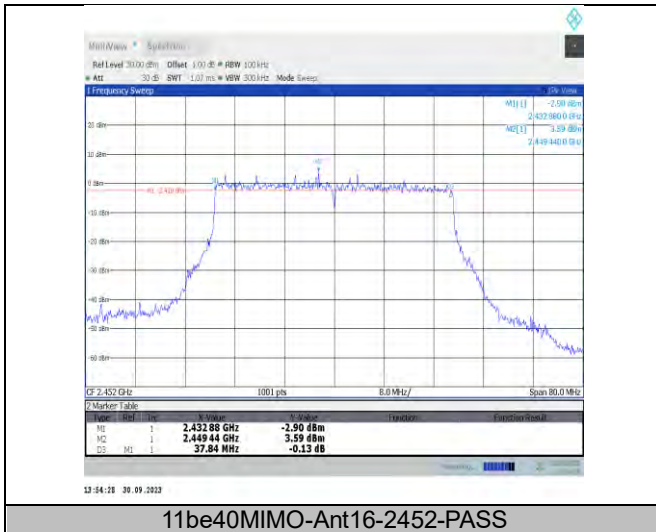 MultiView Spectrum
Ref Level 30.00 dBm Offset 1.00 dB RBW 100 kHz
Att 30 dB SWT 1.07 ms VBW 300 kHz Mode Sweep
1 Frequency Sweep
M1[1] -2.90 dBm
2.432880 0 GHz
M2[1] 3.59 dBm
2.449440 0 GHz
20 dBm
10 dBm
0 dBm
M1
M2
-10 dBm
-20 dBm
-30 dBm
-40 dBm
-50 dBm
-60 dBm
CF 2.452 GHz 1001 pts 8.0 MHz/ Span 80.0 MHz
2 Marker Table
Type Ref Trc X-Value Y-Value Function Function Result
M1 1 2.432 88 GHz -2.90 dBm
M2 1 2.449 44 GHz 3.59 dBm
D3 M1 1 37.84 MHz -0.13 dB
13:54:28 30.09.2023
11be40MIMO-Ant16-2452-PASS